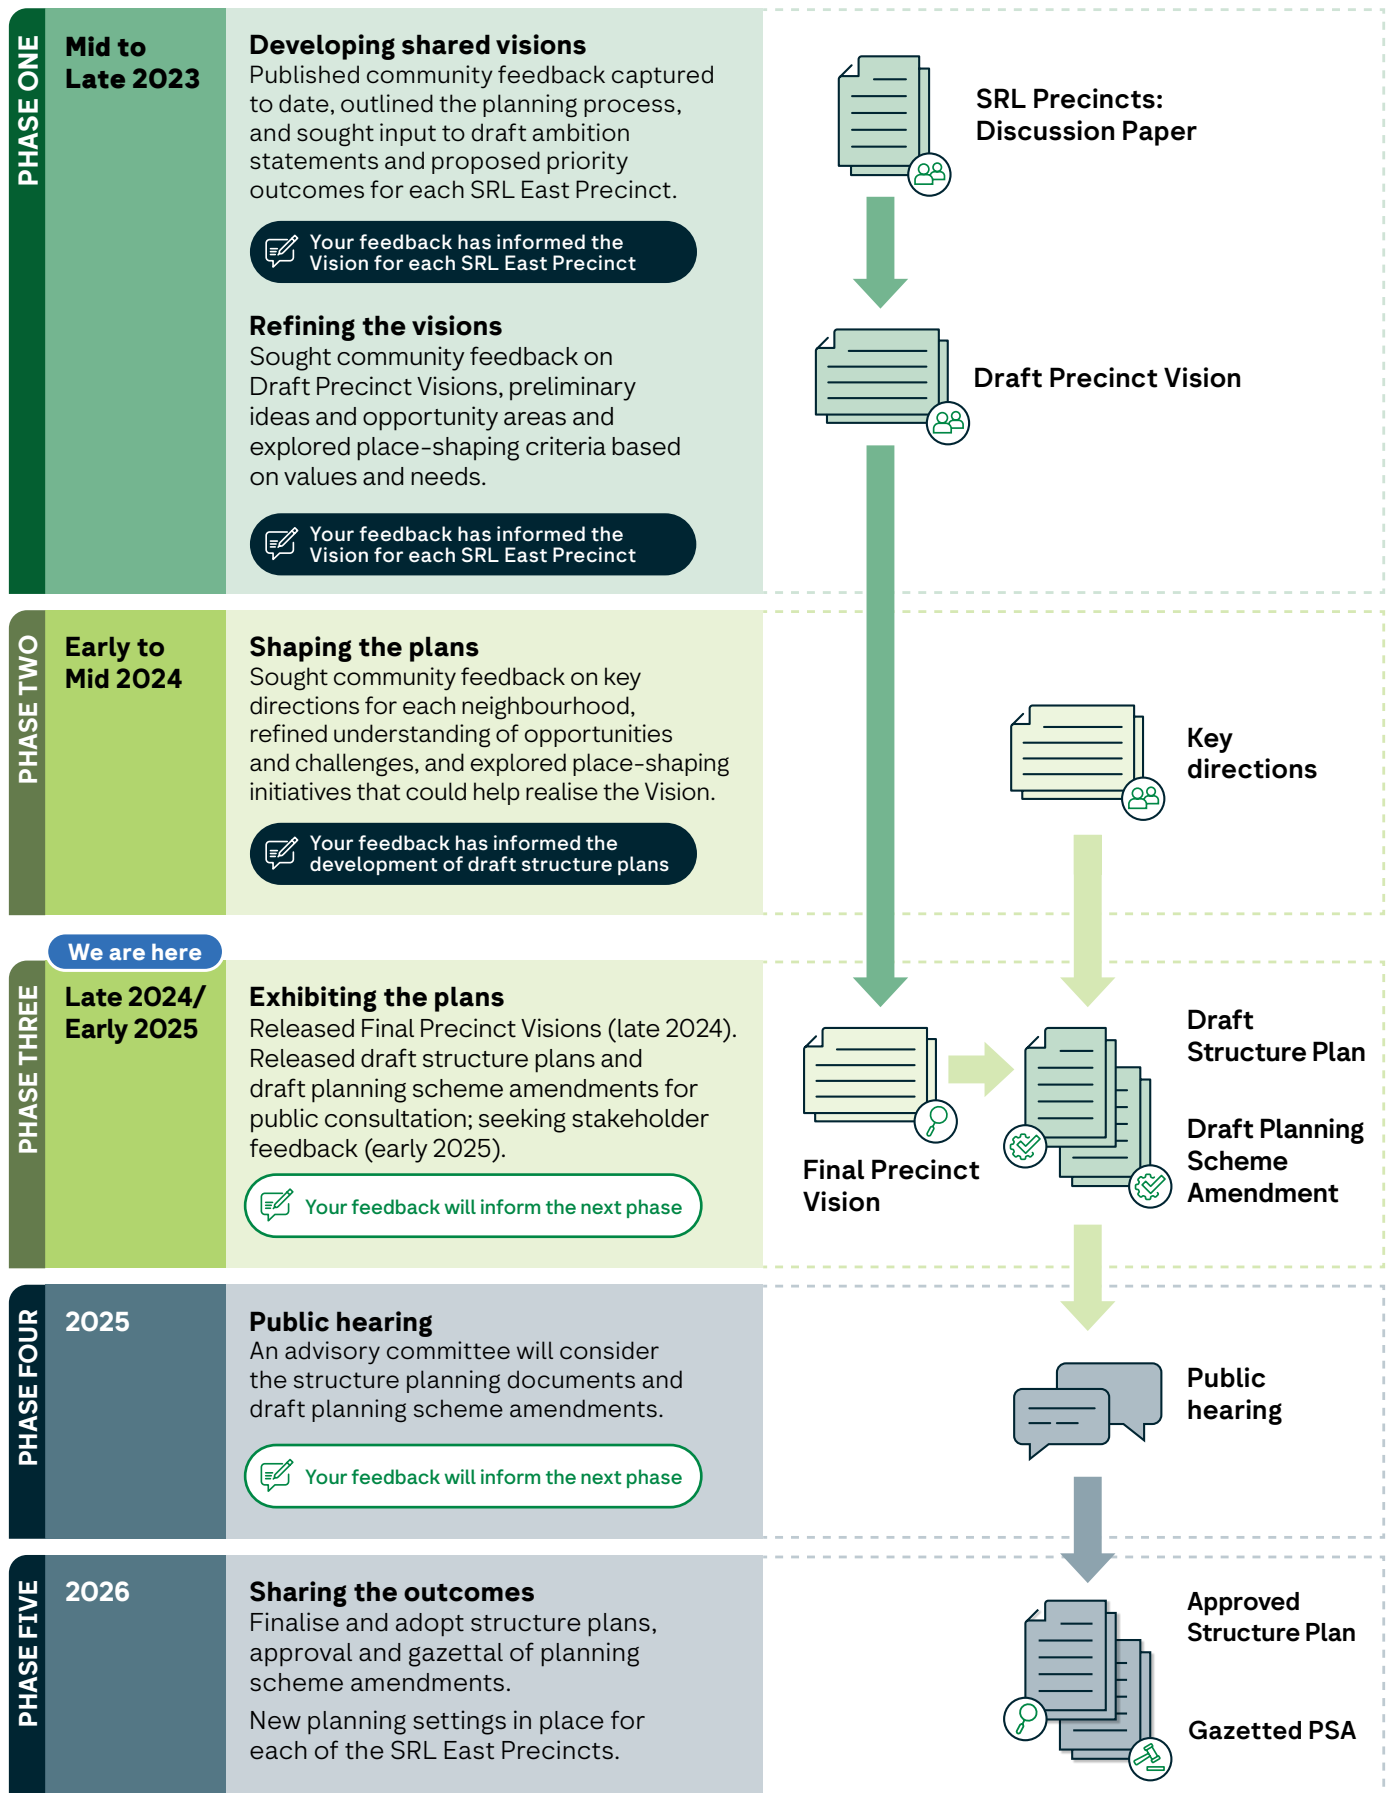 PHASE ONE
Mid to
Late 2023
Developing shared visions
Published community feedback captured
to date, outlined the planning process,
and sought input to draft ambition
statements and proposed priority
outcomes for each SRL East Precinct.
Your feedback has informed the
Vision for each SRL East Precinct
Refining the visions
Sought community feedback on
Draft Precinct Visions, preliminary
ideas and opportunity areas and
explored place-shaping criteria based
on values and needs.
Your feedback has informed the
Vision for each SRL East Precinct
SRL Precincts:
Discussion Paper
Draft Precinct Vision
PHASE TWO
Early to
Mid 2024
Shaping the plans
Sought community feedback on key
directions for each neighbourhood,
refined understanding of opportunities
and challenges, and explored place-shaping
initiatives that could help realise the Vision.
Your feedback has informed the
development of draft structure plans
Key
directions
We are here
PHASE THREE
Late 2024/
Early 2025
Exhibiting the plans
Released Final Precinct Visions (late 2024).
Released draft structure plans and
draft planning scheme amendments for
public consultation; seeking stakeholder
feedback (early 2025).
Your feedback will inform the next phase
Final Precinct
Vision
Draft
Structure Plan
Draft Planning
Scheme
Amendment
PHASE FOUR
2025
Public hearing
An advisory committee will consider
the structure planning documents and
draft planning scheme amendments.
Your feedback will inform the next phase
Public
hearing
PHASE FIVE
2026
Sharing the outcomes
Finalise and adopt structure plans,
approval and gazettal of planning
scheme amendments.
New planning settings in place for
each of the SRL East Precincts.
Approved
Structure Plan
Gazetted PSA